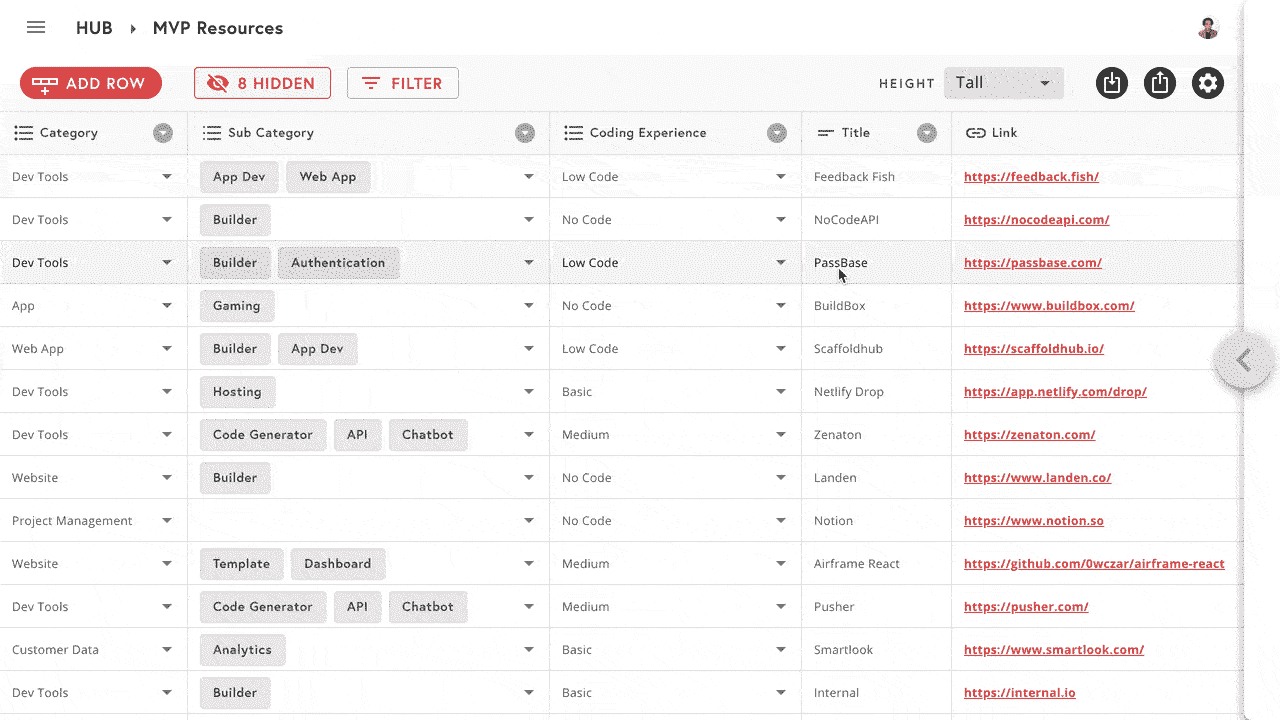 HUB ▸ MVP Resources
ADD ROW 8 HIDDEN FILTER HEIGHT Tall
Category Sub Category Coding Experience Title Link
Dev Tools App Dev Web App Low Code Feedback Fish https://feedback.fish/
Dev Tools Builder No Code NoCodeAPI https://nocodeapi.com/
Dev Tools Builder Authentication Low Code PassBase https://passbase.com/
App Gaming No Code BuildBox https://www.buildbox.com/
Web App Builder App Dev Low Code Scaffoldhub https://scaffoldhub.io/
Dev Tools Hosting Basic Netlify Drop https://app.netlify.com/drop/
Dev Tools Code Generator API Chatbot Medium Zenaton https://zenaton.com/
Website Builder No Code Landen https://www.landen.co/
Project Management No Code Notion https://www.notion.so
Website Template Dashboard Medium Airframe React https://github.com/0wczar/airframe-react
Dev Tools Code Generator API Chatbot Medium Pusher https://pusher.com/
Customer Data Analytics Basic Smartlook https://www.smartlook.com/
Dev Tools Builder Basic Internal https://internal.io